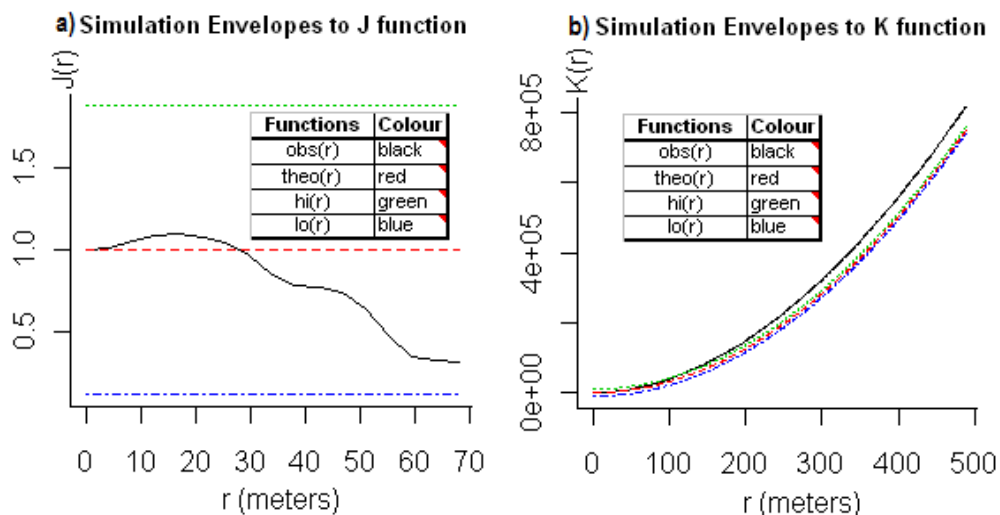 a) Simulation Envelopes to J function
J(r)
1.5
1.0
0.5
Functions Colour
obs(r) black
theo(r) red
hi(r) green
lo(r) blue
0 10 20 30 40 50 60 70
r (meters)
b) Simulation Envelopes to K function
K(r)
8e+05
4e+05
0e+00
Functions Colour
obs(r) black
theo(r) red
hi(r) green
lo(r) blue
0 100 200 300 400 500
r (meters)